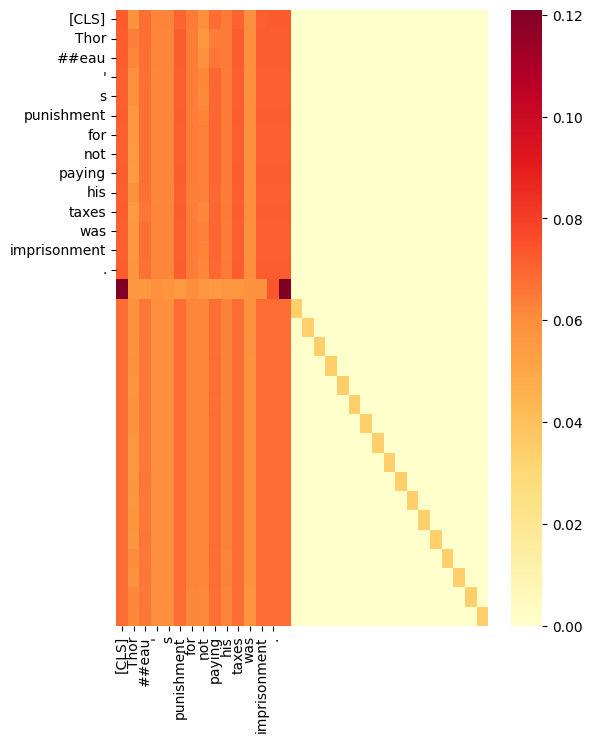 [CLS]
Thor
##eau
'
s
punishment
for
not
paying
his
taxes
was
imprisonment
.
[CLS]
Thor
##eau
'
s
punishment
for
not
paying
his
taxes
was
imprisonment
.
0.12
0.10
0.08
0.06
0.04
0.02
0.00